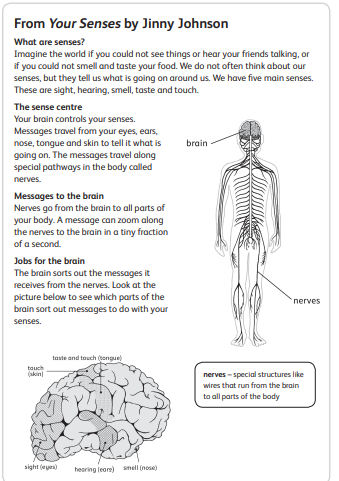 From Your Senses by Jinny Johnson
What are senses?
Imagine the world if you could not see things or hear your friends talking, or
if you could not smell and taste your food. We do not often think about our
senses, but they tell us what is going on around us. We have five main senses.
These are sight, hearing, smell, taste and touch.
The sense centre
Your brain controls your senses.
Messages travel from your eyes, ears,
nose, tongue and skin to tell it what is
going on. The messages travel along
special pathways in the body called
nerves.
Messages to the brain
Nerves go from the brain to all parts of
your body. A message can zoom along
the nerves to the brain in a tiny fraction
of a second.
Jobs for the brain
The brain sorts out the messages it
receives from the nerves. Look at the
picture below to see which parts of the
brain sort out messages to do with your
senses.
brain
nerves
taste and touch (tongue)
touch
(skin)
sight (eyes)
hearing (ears)
smell (nose)
nerves – special structures like
wires that run from the brain
to all parts of the body